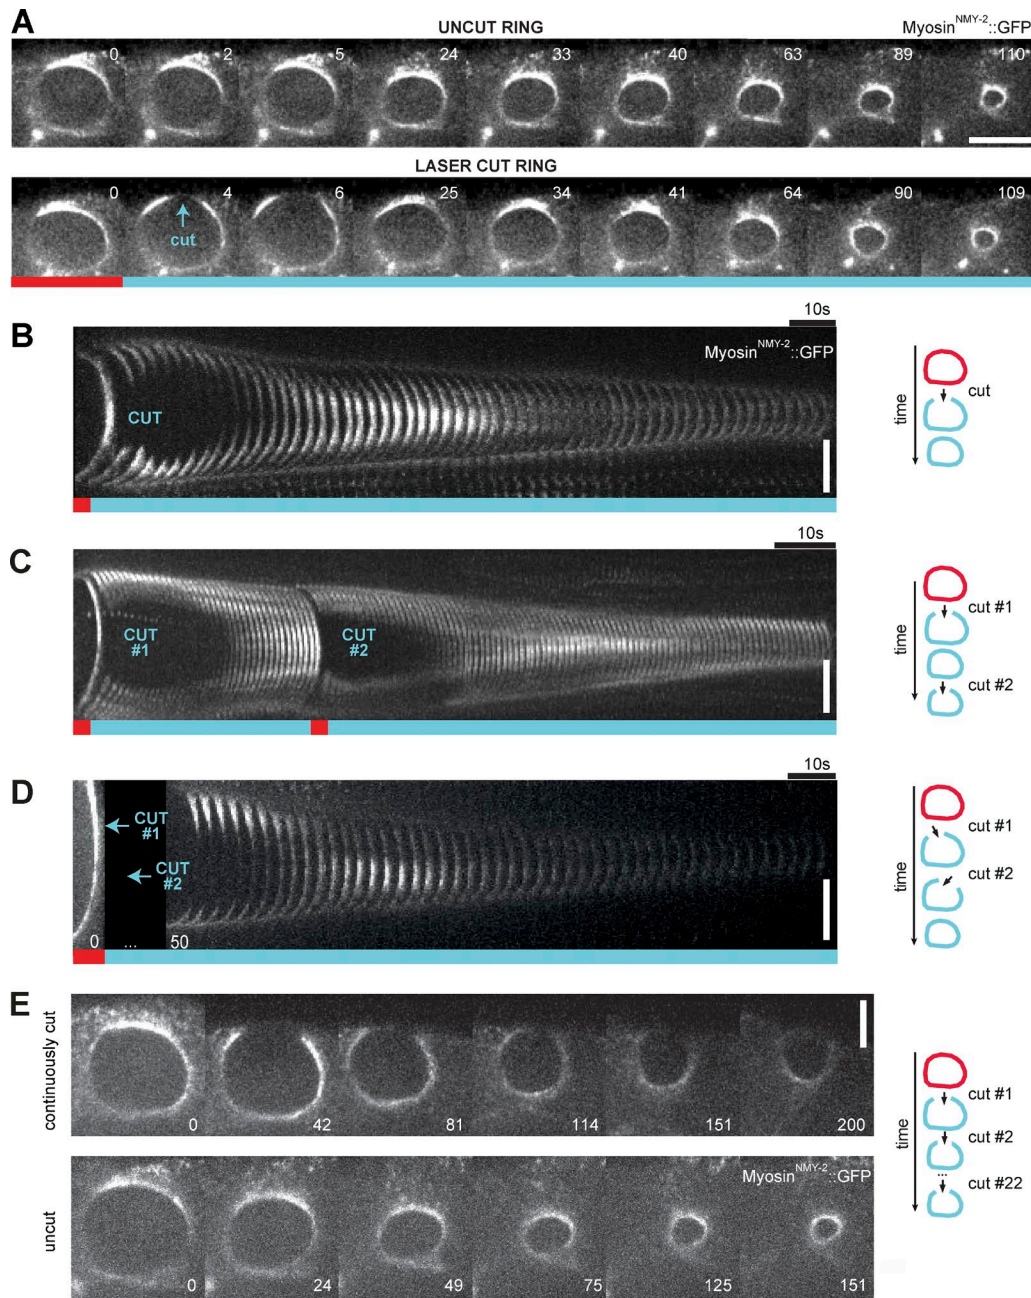 A
UNCUT RING
Myosin^NMY-2::GFP
0 2 5 24 33 40 63 89 110
LASER CUT RING
0 4 6 25 34 41 64 90 109
cut
B
10s
Myosin^NMY-2::GFP
CUT
time
cut
C
10s
CUT
#1
CUT
#2
time
cut #1
cut #2
D
10s
CUT
#1
CUT
#2
0 ... 50
time
cut #1
cut #2
E
continuously cut
0 42 81 114 151 200
uncut
Myosin^NMY-2::GFP
0 24 49 75 125 151
time
cut #1
cut #2
...
cut #22